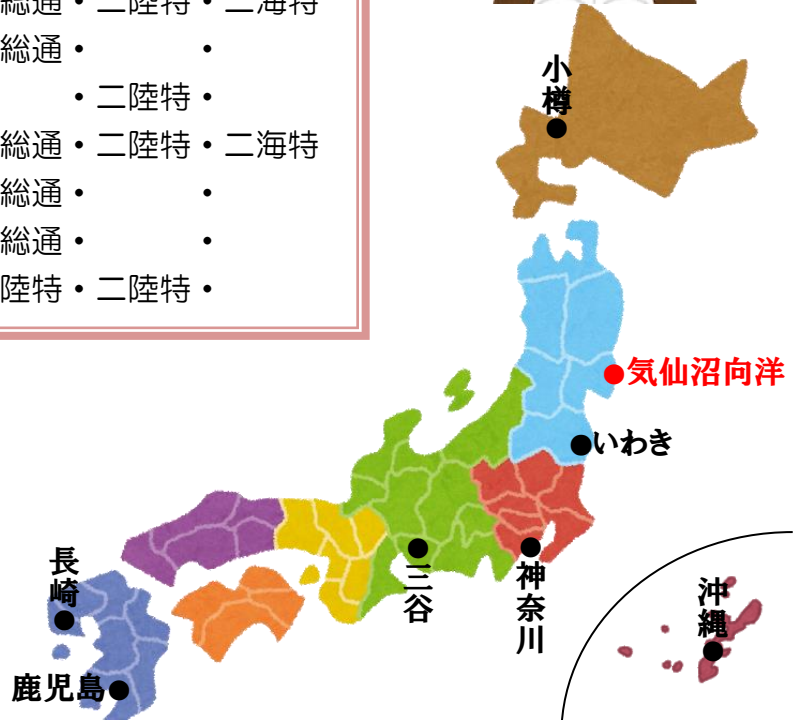 総通・二陸特・二海特
総通・　　　・
・二陸特・
総通・二陸特・二海特
総通・　　　・
総通・　　　・
陸特・二陸特・
小樽
気仙沼向洋
いわき
神奈川
三谷
長崎
鹿児島
沖縄